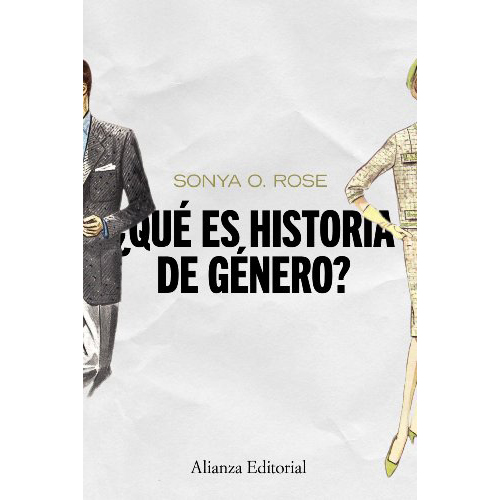 SONYA O. ROSE
¿QUÉ ES HISTORIA
DE GÉNERO?
Alianza Editorial